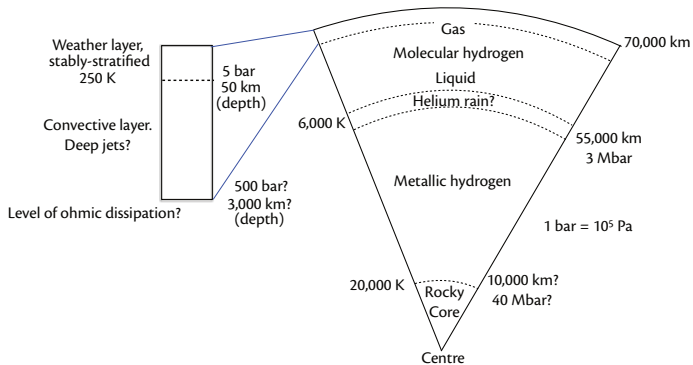 Weather layer,
stably-stratified
250 K
5 bar
50 km
(depth)
Convective layer.
Deep jets?
500 bar?
3,000 km?
(depth)
Level of ohmic dissipation?
Gas
70,000 km
Molecular hydrogen
Liquid
Helium rain?
6,000 K
55,000 km
3 Mbar
Metallic hydrogen
1 bar = 10⁵ Pa
20,000 K
10,000 km?
40 Mbar?
Rocky
Core
Centre